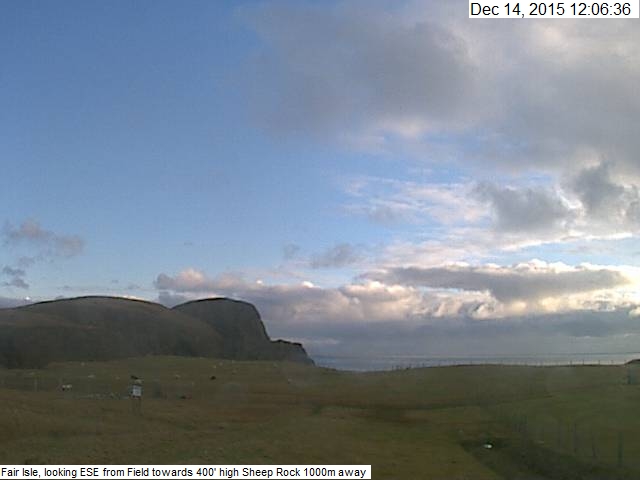 Dec 14, 2015 12:06:36
Fair Isle, looking ESE from Field towards 400' high Sheep Rock 1000m away